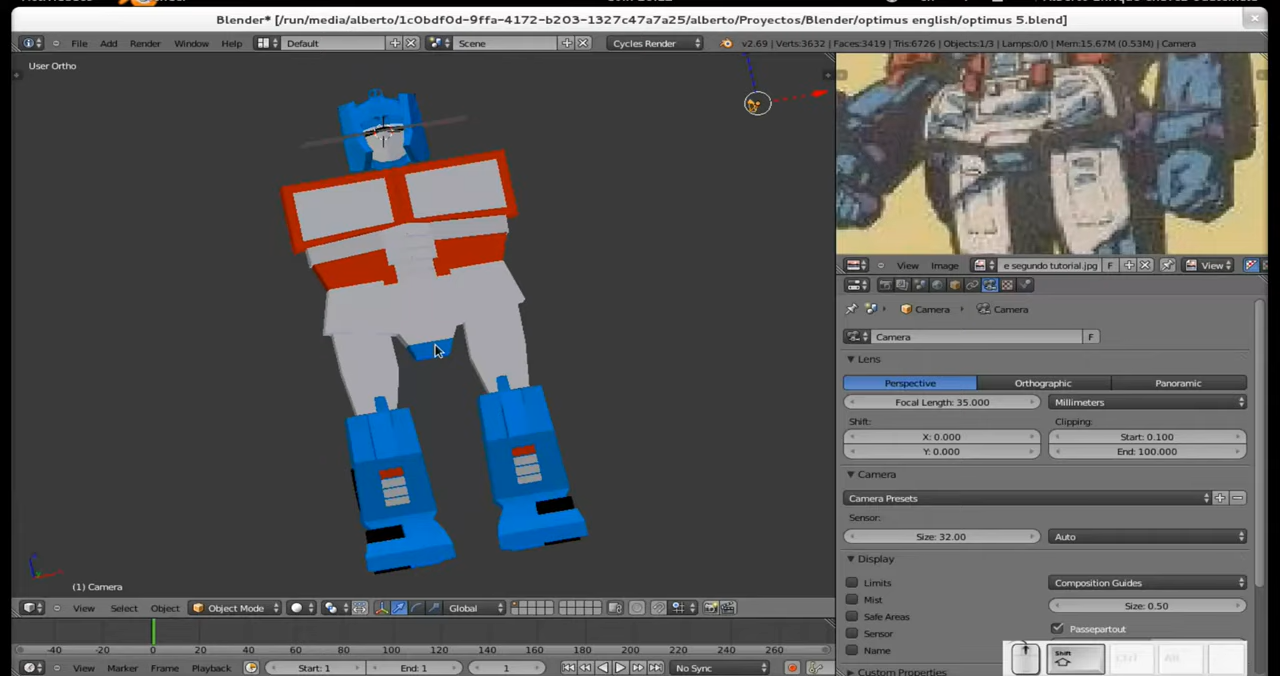 Blender* [/run/media/alberto/1c0bdf0d-9ffa-4172-b203-1327c47a7a25/alberto/Proyectos/Blender/optimus english/optimus 5.blend]
File Add Render Window Help Default Scene Cycles Render v2.69 | Verts:3632 | Faces:3419 | Tris:6726 | Objects:1/3 | Lamps:0/0 | Mem:15.67M (0.53M) | Camera
User Ortho
View Image e segundo tutorial.jpg F View
Camera Camera
Camera F
Lens
Perspective Orthographic Panoramic
Focal Length: 35.000 Millimeters
Shift: Clipping:
X: 0.000 Start: 0.100
Y: 0.000 End: 100.000
Camera
Camera Presets
Sensor:
Size: 32.00 Auto
Display
Limits Composition Guides
Mist Size: 0.50
Safe Areas
Sensor Passepartout
Name
Custom Properties
Shift Ctrl Alt
(1) Camera
View Select Object Object Mode Global
-40 -20 0 20 40 60 80 100 120 140 160 180 200 220 240 260
View Marker Frame Playback Start: 1 End: 1 1 No Sync